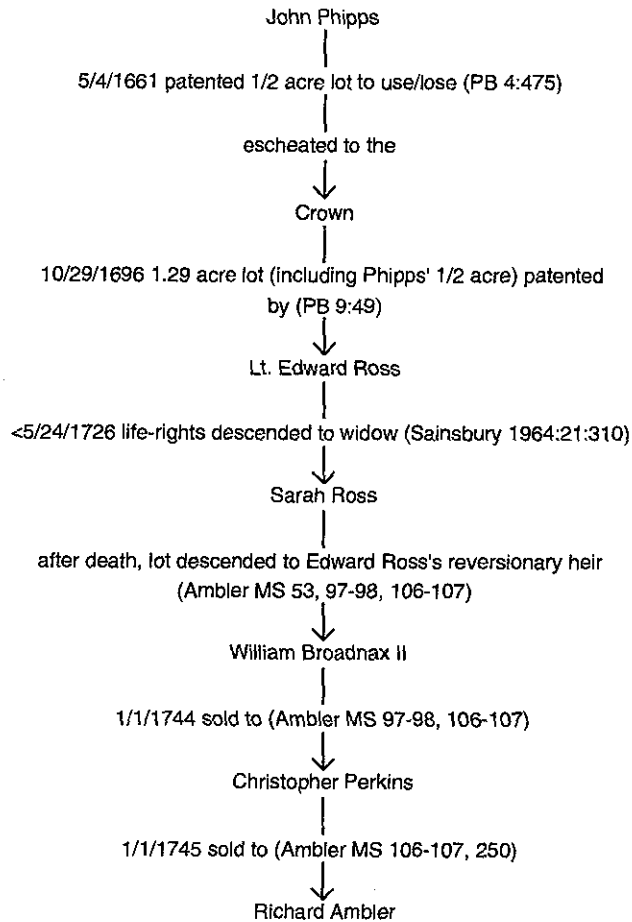 John Phipps
5/4/1661 patented 1/2 acre lot to use/lose (PB 4:475)
escheated to the
Crown
10/29/1696 1.29 acre lot (including Phipps' 1/2 acre) patented
by (PB 9:49)
Lt. Edward Ross
<5/24/1726 life-rights descended to widow (Sainsbury 1964:21:310)
Sarah Ross
after death, lot descended to Edward Ross's reversionary heir
(Ambler MS 53, 97-98, 106-107)
William Broadnax II
1/1/1744 sold to (Ambler MS 97-98, 106-107)
Christopher Perkins
1/1/1745 sold to (Ambler MS 106-107, 250)
Richard Ambler